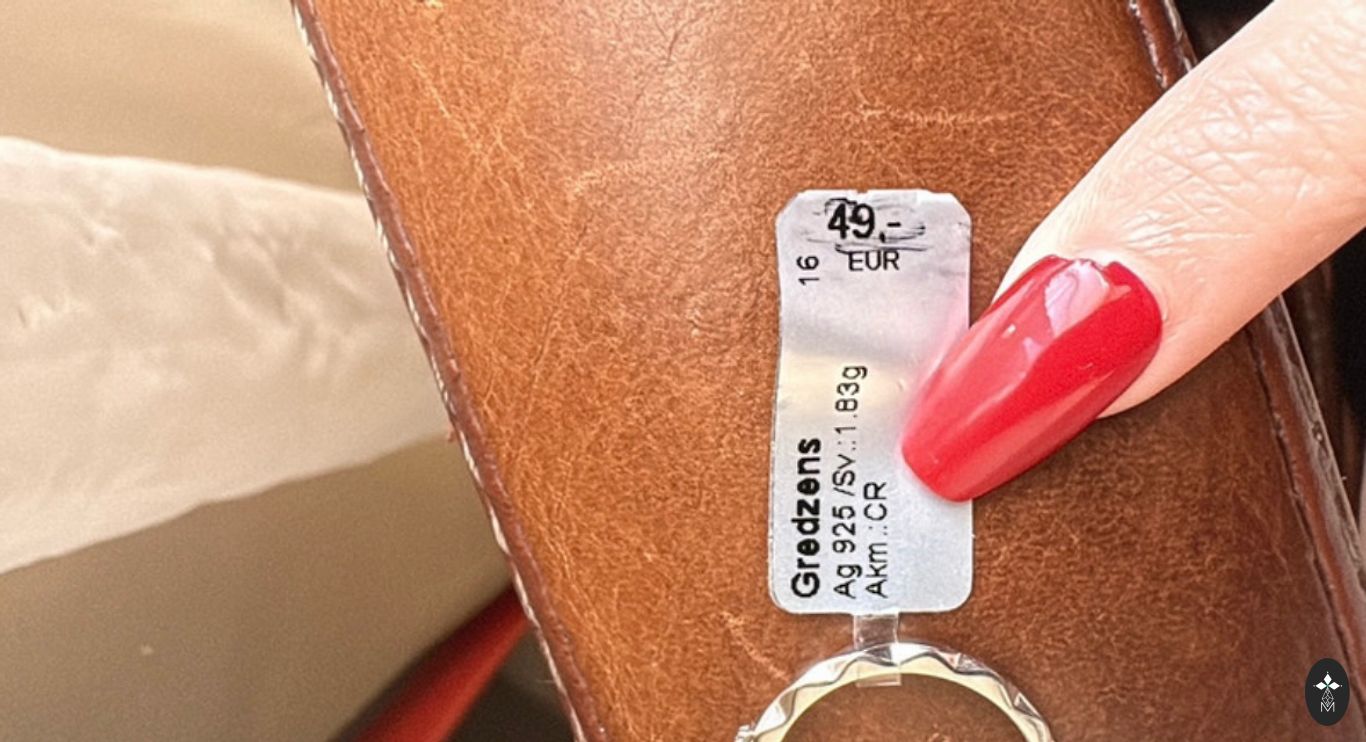 49,-
EUR
16
Gredzens
Ag 925 /Sv.:1.83g
Akm.:CR
M